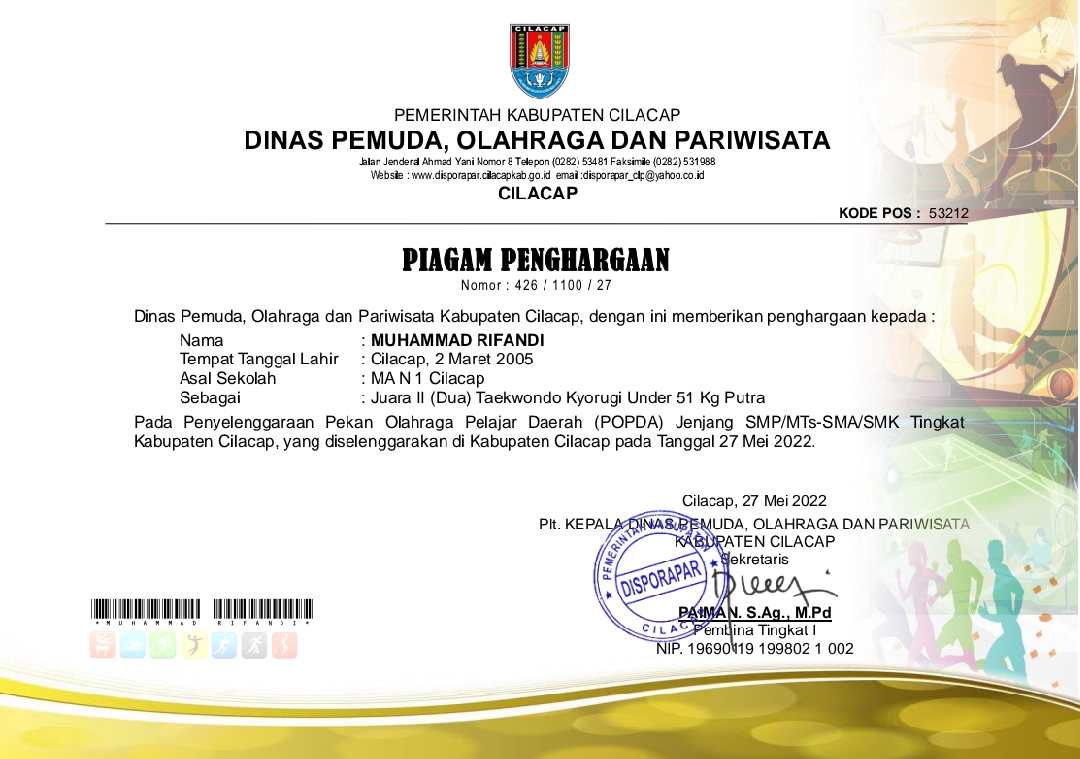 CILACAP
PEMERINTAH KABUPATEN CILACAP
DINAS PEMUDA, OLAHRAGA DAN PARIWISATA
Jalan Jenderal Ahmad Yani Nomor 8 Telepon (0282) 53481 Faksimile (0282) 531988
Website : www.disporapar.cilacapkab.go.id email :disporapar_clp@yahoo.co.id
CILACAP
KODE POS : 53212
PIAGAM PENGHARGAAN
Nomor : 426 / 1100 / 27
Dinas Pemuda, Olahraga dan Pariwisata Kabupaten Cilacap, dengan ini memberikan penghargaan kepada :
Nama : MUHAMMAD RIFANDI
Tempat Tanggal Lahir : Cilacap, 2 Maret 2005
Asal Sekolah : MA N 1 Cilacap
Sebagai : Juara II (Dua) Taekwondo Kyorugi Under 51 Kg Putra
Pada Penyelenggaraan Pekan Olahraga Pelajar Daerah (POPDA) Jenjang SMP/MTs-SMA/SMK Tingkat
Kabupaten Cilacap, yang diselenggarakan di Kabupaten Cilacap pada Tanggal 27 Mei 2022.
Cilacap, 27 Mei 2022
Plt. KEPALA DINAS PEMUDA, OLAHRAGA DAN PARIWISATA
KABUPATEN CILACAP
Sekretaris
PEMERINTAH KABUPATEN
DISPORAPAR
CILACAP
PAIMAN. S.Ag., M.Pd
Pembina Tingkat I
NIP. 19690419 199802 1 002
*MUHAMMAD RIFANDI*